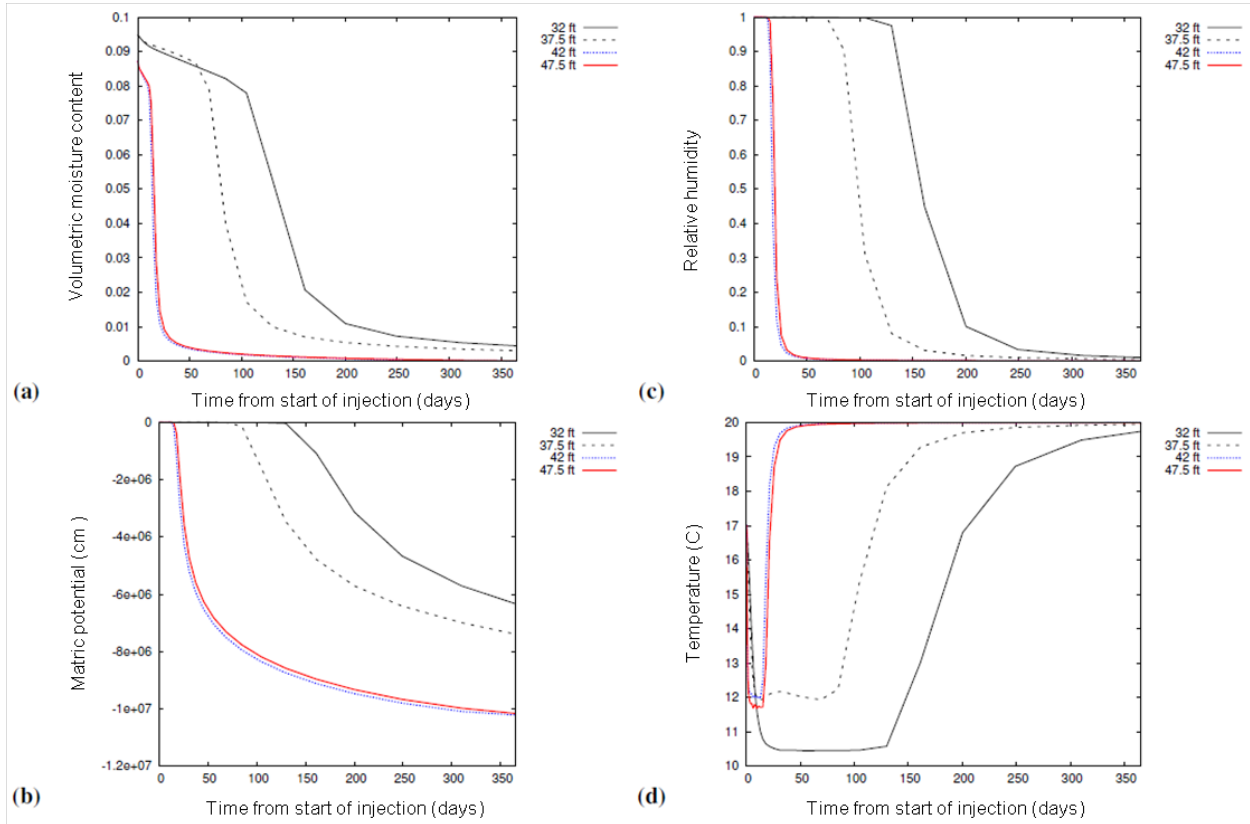 0.1
0.09
0.08
0.07
0.06
0.05
0.04
0.03
0.02
0.01
0
Volumetric moisture content
0 50 100 150 200 250 300 350
Time from start of injection (days)
32 ft
37.5 ft
42 ft
47.5 ft
(a)
1
0.9
0.8
0.7
0.6
0.5
0.4
0.3
0.2
0.1
0
Relative humidity
0 50 100 150 200 250 300 350
Time from start of injection (days)
32 ft
37.5 ft
42 ft
47.5 ft
(c)
0
-2e+06
-4e+06
-6e+06
-8e+06
-1e+07
-1.2e+07
Matric potential (cm )
0 50 100 150 200 250 300 350
Time from start of injection (days)
32 ft
37.5 ft
42 ft
47.5 ft
(b)
20
19
18
17
16
15
14
13
12
11
10
Temperature (C)
0 50 100 150 200 250 300 350
Time from start of injection (days)
32 ft
37.5 ft
42 ft
47.5 ft
(d)